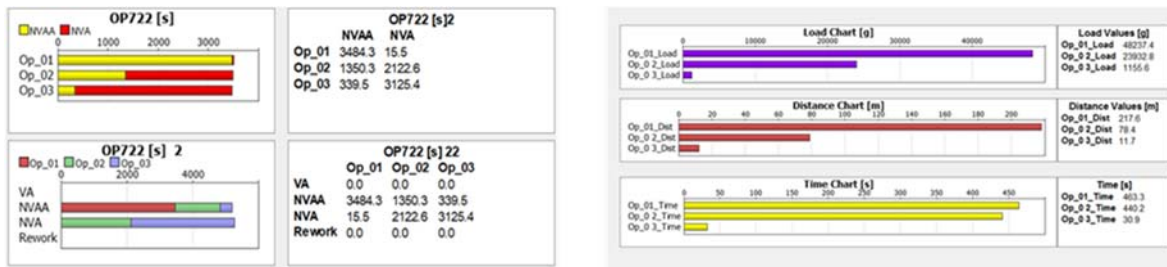 OP722 [s]
NVAA NVA
0 1000 2000 3000
Op_01
Op_02
Op_03
OP722 [s]2
NVAA NVA
Op_01 3484.3 15.5
Op_02 1350.3 2122.6
Op_03 339.5 3125.4
OP722 [s] 2
Op_01 Op_02 Op_03
0 2000 4000
VA
NVAA
NVA
Rework
OP722 [s] 22
Op_01 Op_02 Op_03
VA 0.0 0.0 0.0
NVAA 3484.3 1350.3 339.5
NVA 15.5 2122.6 3125.4
Rework 0.0 0.0 0.0
Load Chart [g]
0 10000 20000 30000 40000
Op_01_Load
Op_0 2_Load
Op_0 3_Load
Load Values [g]
Op_01_Load 48237.4
Op_0 2_Load 23932.8
Op_0 3_Load 1155.6
Distance Chart [m]
0 20 40 60 80 100 120 140 160 180 200
Op_01_Dist
Op_0 2_Dist
Op_0 3_Dist
Distance Values [m]
Op_01_Dist 217.6
Op_0 2_Dist 78.4
Op_0 3_Dist 11.7
Time Chart [s]
0 50 100 150 200 250 300 350 400 450
Op_01_Time
Op_0 2_Time
Op_0 3_Time
Time [s]
Op_01_Time 463.3
Op_0 2_Time 440.2
Op_0 3_Time 30.9